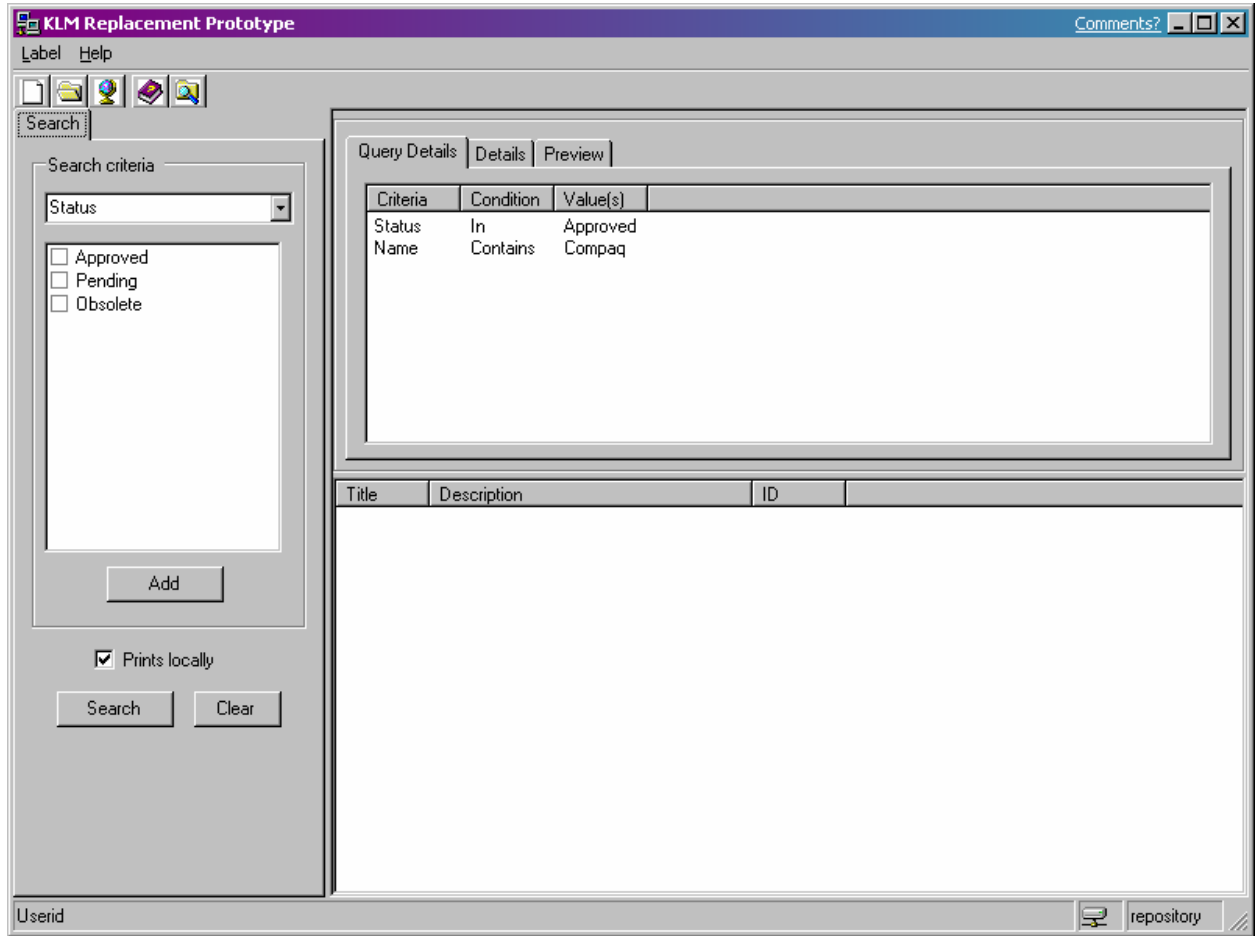 KLM Replacement Prototype Comments?
Label Help
Search
Search criteria
Status
Approved
Pending
Obsolete
Add
Prints locally
Search Clear
Query Details Details Preview
Criteria Condition Value(s)
Status In Approved
Name Contains Compaq
Title Description ID
Userid repository